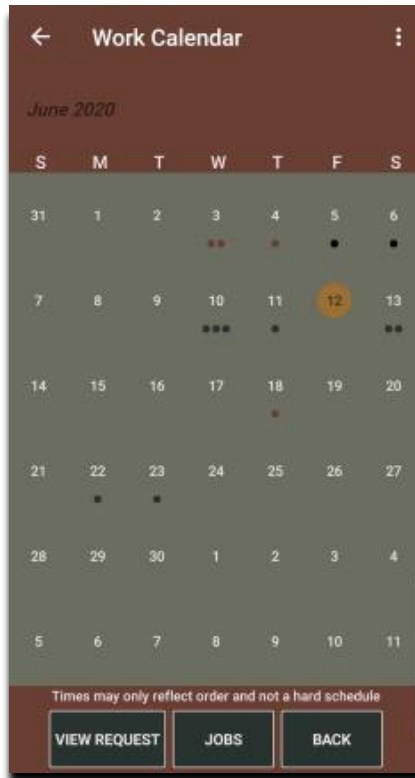 Work Calendar
June 2020
S M T W T F S
31 1 2 3 4 5 6
7 8 9 10 11 12 13
14 15 16 17 18 19 20
21 22 23 24 25 26 27
28 29 30 1 2 3 4
5 6 7 8 9 10 11
Times may only reflect order and not a hard schedule
VIEW REQUEST JOBS BACK